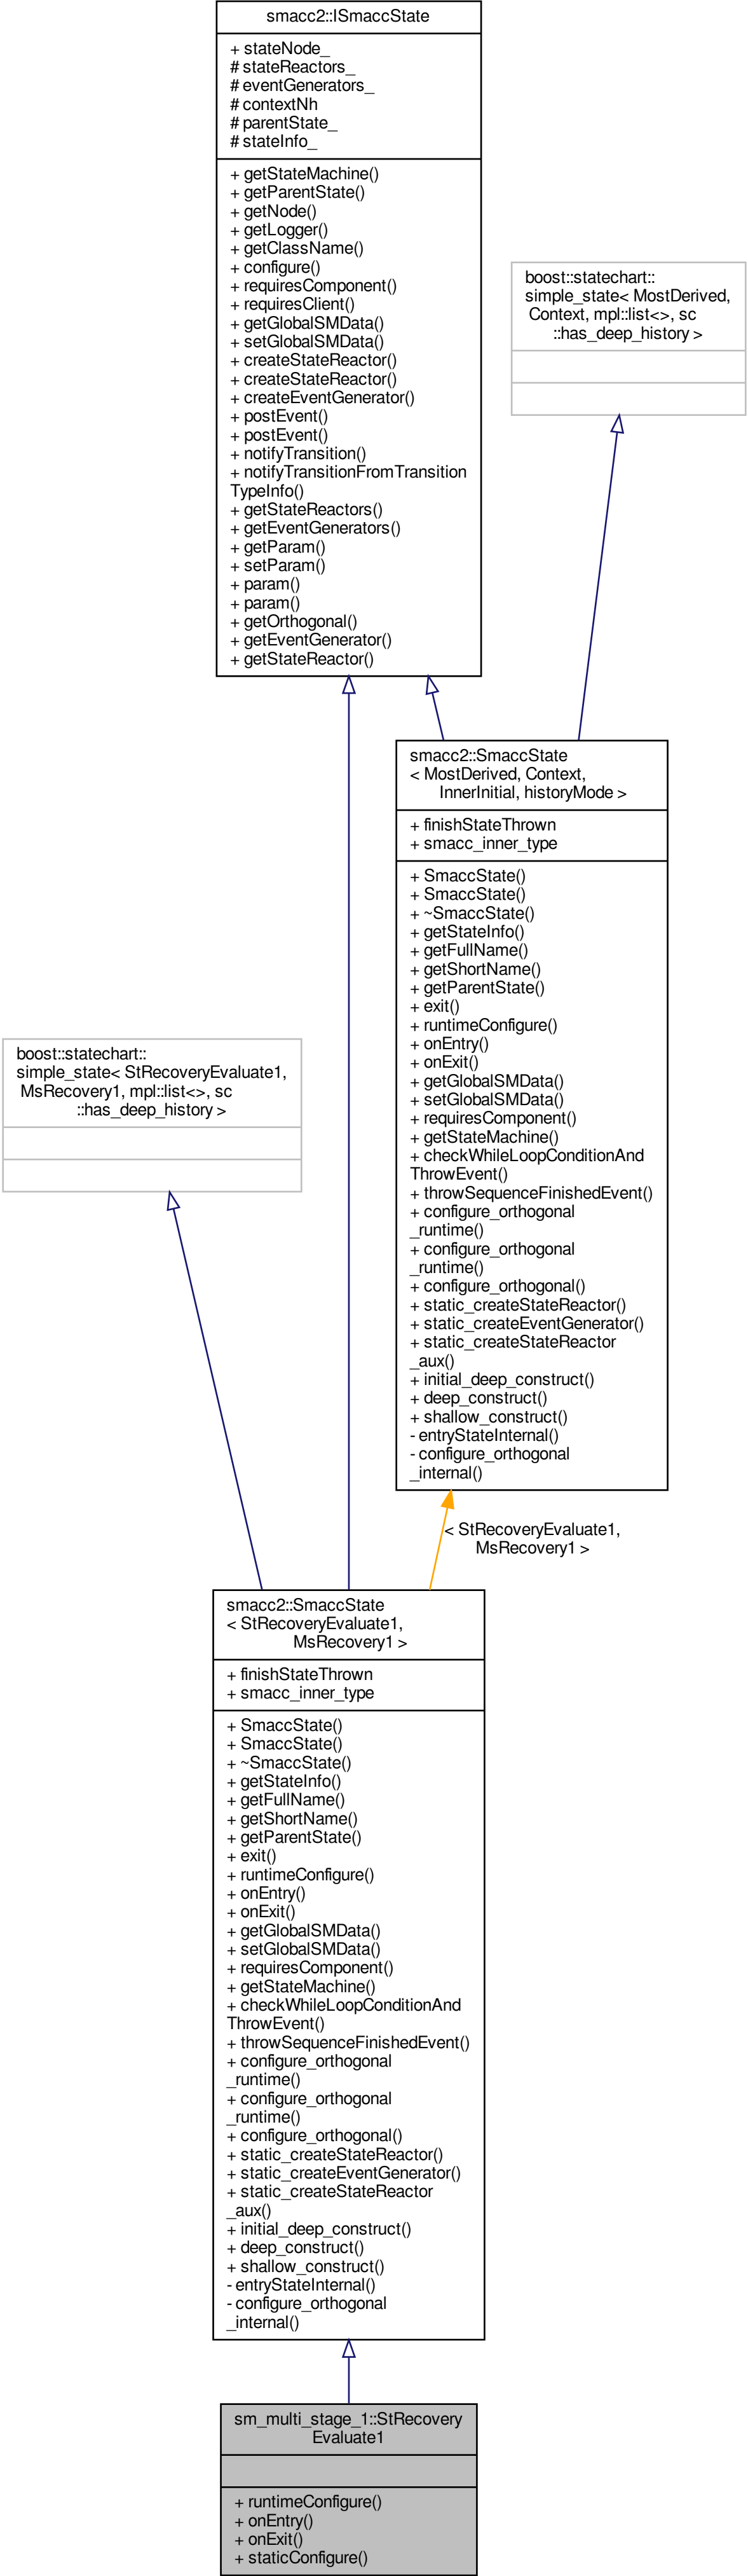 smacc2::ISmaccState
+ stateNode_
# stateReactors_
# eventGenerators_
# contextNh
# parentState_
# stateInfo_
+ getStateMachine()
+ getParentState()
+ getNode()
+ getLogger()
+ getClassName()
+ configure()
+ requiresComponent()
+ requiresClient()
+ getGlobalSMData()
+ setGlobalSMData()
+ createStateReactor()
+ createStateReactor()
+ createEventGenerator()
+ postEvent()
+ postEvent()
+ notifyTransition()
+ notifyTransitionFromTransition
TypeInfo()
+ getStateReactors()
+ getEventGenerators()
+ getParam()
+ setParam()
+ param()
+ param()
+ getOrthogonal()
+ getEventGenerator()
+ getStateReactor()
boost::statechart::
simple_state< MostDerived,
Context, mpl::list<>, sc
::has_deep_history >
smacc2::SmaccState
< MostDerived, Context,
InnerInitial, historyMode >
+ finishStateThrown
+ smacc_inner_type
+ SmaccState()
+ SmaccState()
+ ~SmaccState()
+ getStateInfo()
+ getFullName()
+ getShortName()
+ getParentState()
+ exit()
+ runtimeConfigure()
+ onEntry()
+ onExit()
+ getGlobalSMData()
+ setGlobalSMData()
+ requiresComponent()
+ getStateMachine()
+ checkWhileLoopConditionAnd
ThrowEvent()
+ throwSequenceFinishedEvent()
+ configure_orthogonal
_runtime()
+ configure_orthogonal
_runtime()
+ configure_orthogonal()
+ static_createStateReactor()
+ static_createEventGenerator()
+ static_createStateReactor
_aux()
+ initial_deep_construct()
+ deep_construct()
+ shallow_construct()
- entryStateInternal()
- configure_orthogonal
_internal()
boost::statechart::
simple_state< StRecoveryEvaluate1,
MsRecovery1, mpl::list<>, sc
::has_deep_history >
< StRecoveryEvaluate1,
MsRecovery1 >
smacc2::SmaccState
< StRecoveryEvaluate1,
MsRecovery1 >
+ finishStateThrown
+ smacc_inner_type
+ SmaccState()
+ SmaccState()
+ ~SmaccState()
+ getStateInfo()
+ getFullName()
+ getShortName()
+ getParentState()
+ exit()
+ runtimeConfigure()
+ onEntry()
+ onExit()
+ getGlobalSMData()
+ setGlobalSMData()
+ requiresComponent()
+ getStateMachine()
+ checkWhileLoopConditionAnd
ThrowEvent()
+ throwSequenceFinishedEvent()
+ configure_orthogonal
_runtime()
+ configure_orthogonal
_runtime()
+ configure_orthogonal()
+ static_createStateReactor()
+ static_createEventGenerator()
+ static_createStateReactor
_aux()
+ initial_deep_construct()
+ deep_construct()
+ shallow_construct()
- entryStateInternal()
- configure_orthogonal
_internal()
sm_multi_stage_1::StRecovery
Evaluate1
+ runtimeConfigure()
+ onEntry()
+ onExit()
+ staticConfigure()